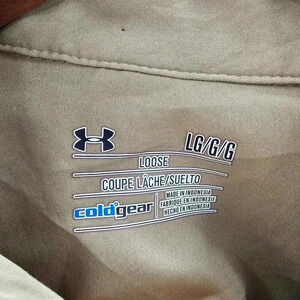 LG/G/G
LOOSE
COUPE LÂCHE/SUELTO
coldgear
MADE IN INDONESIA
FABRIQUÉ EN INDONÉSIE
HECHO EN INDONESIA